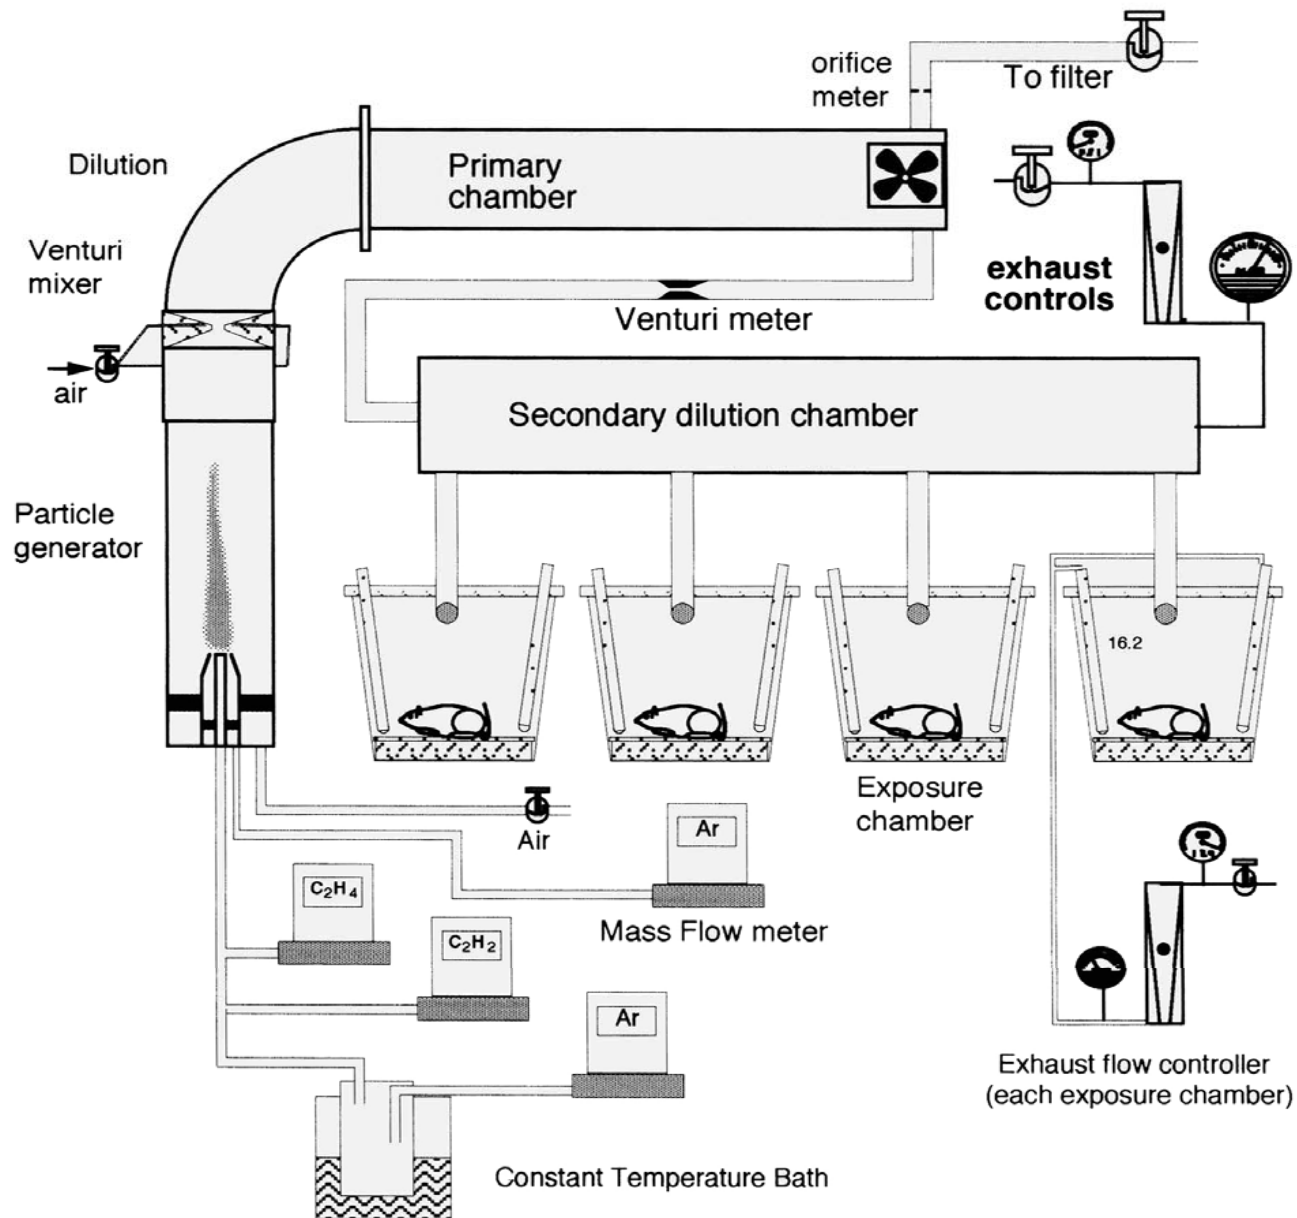 orifice
meter
To filter
Dilution
Primary
chamber
Venturi
mixer
exhaust
controls
Venturi meter
air
Secondary dilution chamber
Particle
generator
16.2
Exposure
chamber
Air
Ar
C₂H₄
Mass Flow meter
C₂H₂
Ar
Exhaust flow controller
(each exposure chamber)
Constant Temperature Bath